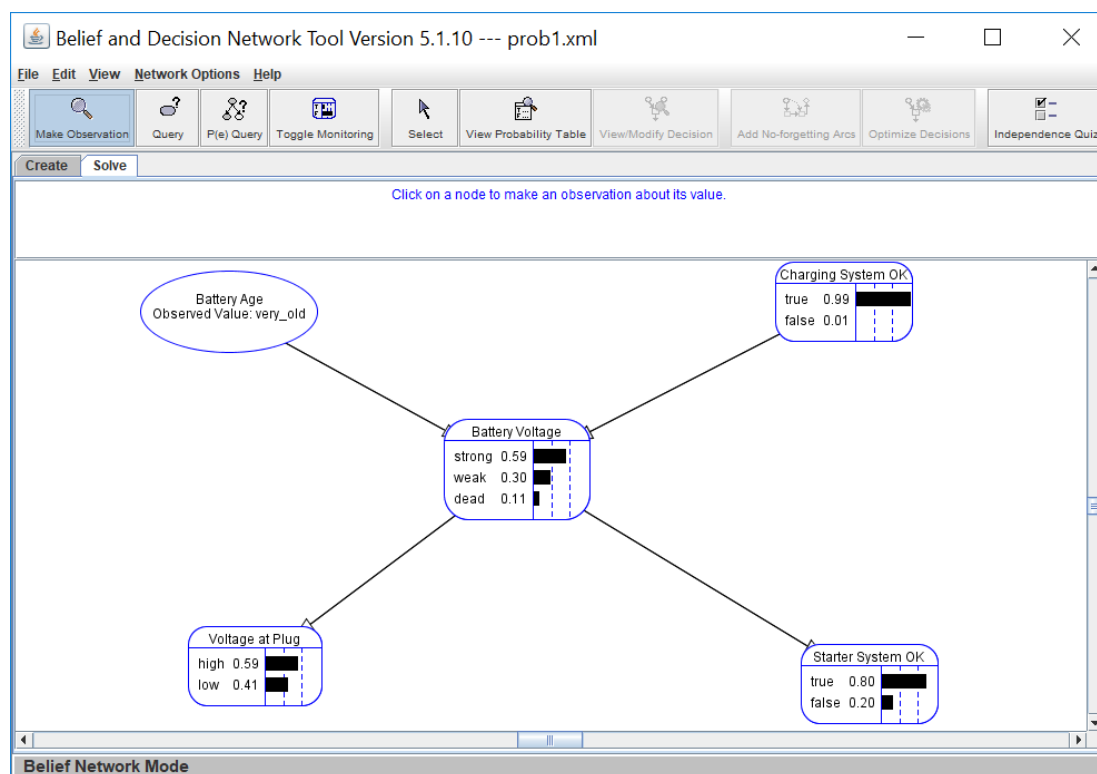 Belief and Decision Network Tool Version 5.1.10 --- prob1.xml
File Edit View Network Options Help
Make Observation Query P(e) Query Toggle Monitoring Select View Probability Table View/Modify Decision Add No-forgetting Arcs Optimize Decisions Independence Quiz
Create Solve
Click on a node to make an observation about its value.
Battery Age
Observed Value: very_old
Charging System OK
true 0.99
false 0.01
Battery Voltage
strong 0.59
weak 0.30
dead 0.11
Voltage at Plug
high 0.59
low 0.41
Starter System OK
true 0.80
false 0.20
Belief Network Mode